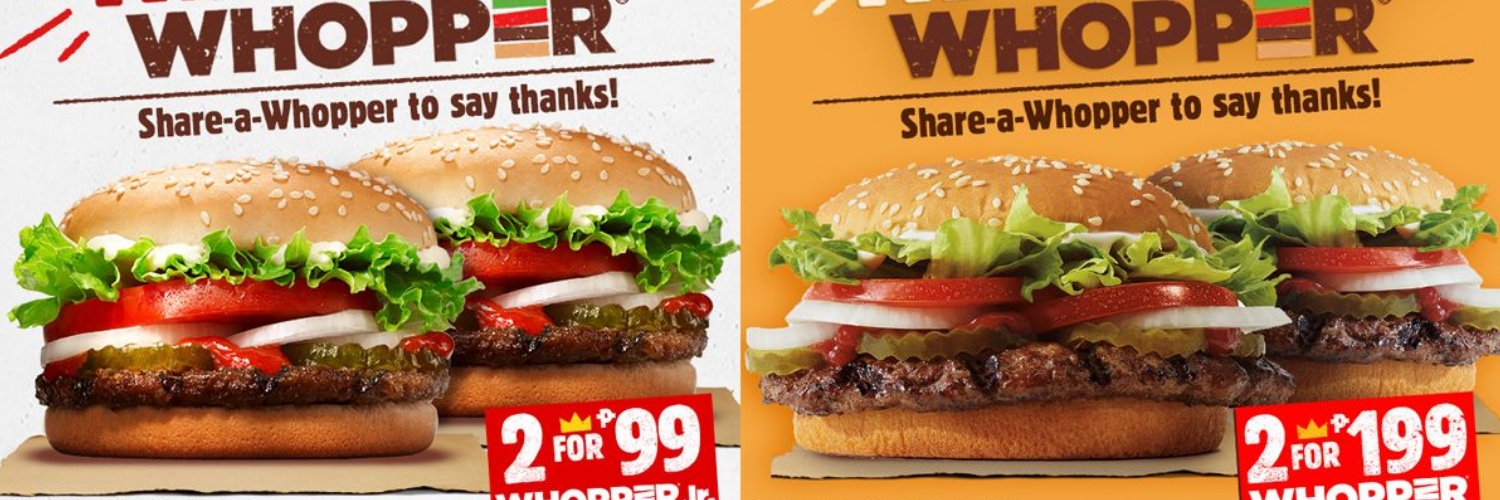 WHOPPER®
Share-a-Whopper to say thanks!
2 FOR ₱99
WHOPPER Jr.
WHOPPER®
Share-a-Whopper to say thanks!
2 FOR ₱199
WHOPPER